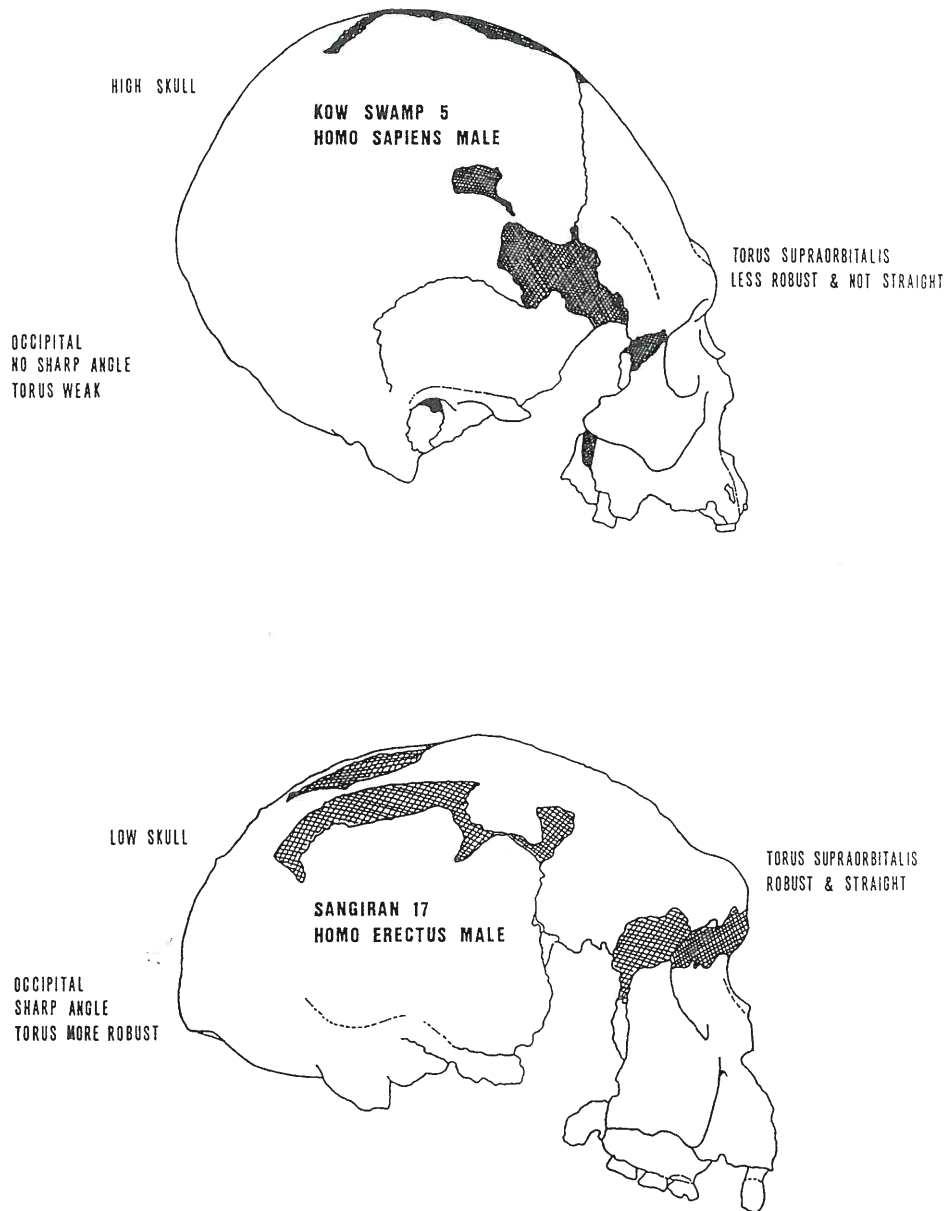 HIGH SKULL
KOW SWAMP 5
HOMO SAPIENS MALE
TORUS SUPRAORBITALIS
LESS ROBUST & NOT STRAIGHT
OCCIPITAL
NO SHARP ANGLE
TORUS WEAK
LOW SKULL
TORUS SUPRAORBITALIS
ROBUST & STRAIGHT
SANGIRAN 17
HOMO ERECTUS MALE
OCCIPITAL
SHARP ANGLE
TORUS MORE ROBUST